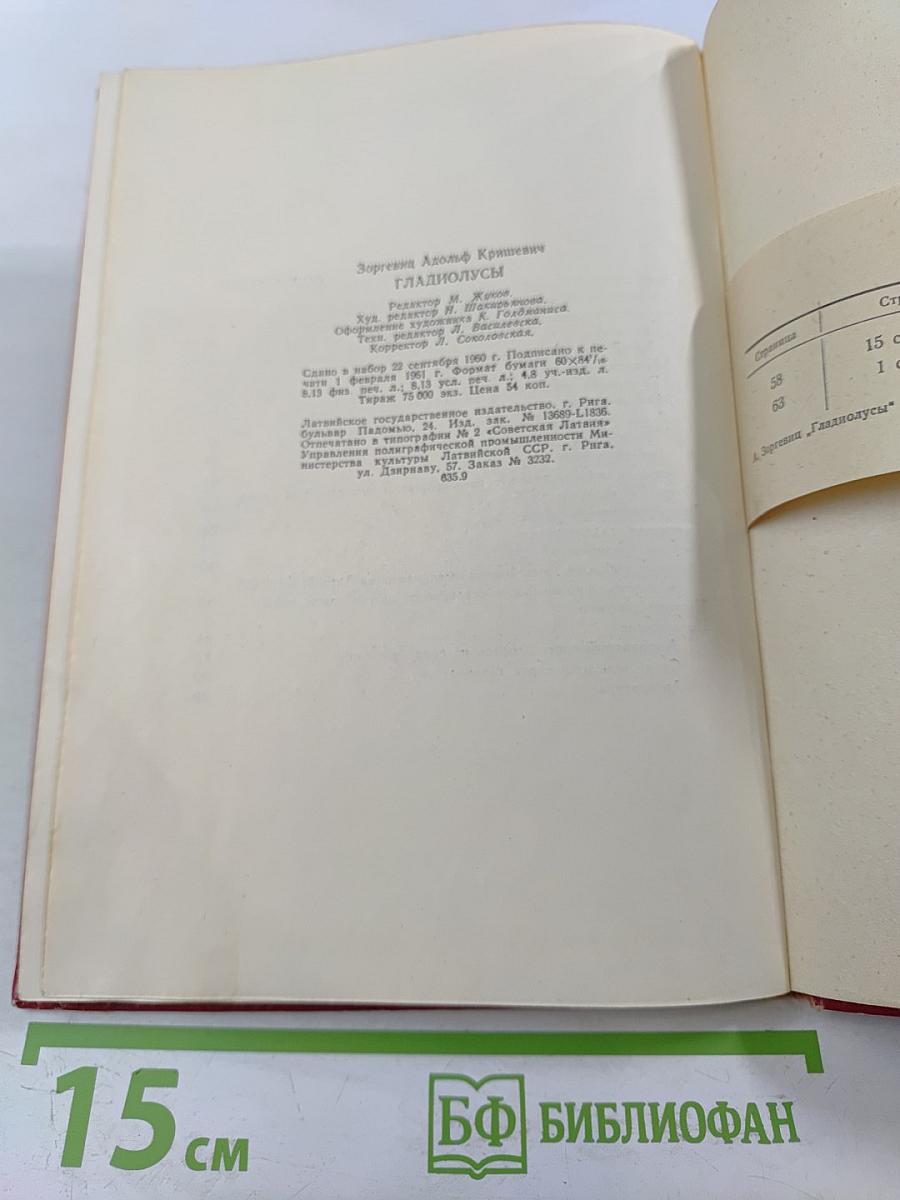 Зоргевиц Адольф Кришевич
ГЛАДИОЛУСЫ
Редактор М. Жуков.
Худ. редактор Н. Шакирьянова.
Оформление художника К. Голдманиса.
Техн. редактор Л. Василевска.
Корректор Л. Соколовская.
Сдано в набор 22 сентября 1960 г. Подписано к пе-
чати 1 февраля 1961 г. Формат бумаги 60×84¹/₁₆.
8,13 физ. печ. л.; 8,13 усл. печ. л.; 4,8 уч.-изд. л.
Тираж 75 000 экз. Цена 54 коп.
Латвийское государственное издательство, г. Рига,
бульвар Падомью, 24. Изд. зак. № 13689-L1836.
Отпечатано в типографии № 2 «Советская Латвия»
Управления полиграфической промышленности Ми-
нистерства культуры Латвийской ССР, г. Рига,
ул. Дзирнаву, 57. Заказ № 3232.
635.9
Страница Стр
58 15 с
63 1 с
А. Зоргевиц „Гладиолусы“
15 см
БФ БИБЛИОФАН